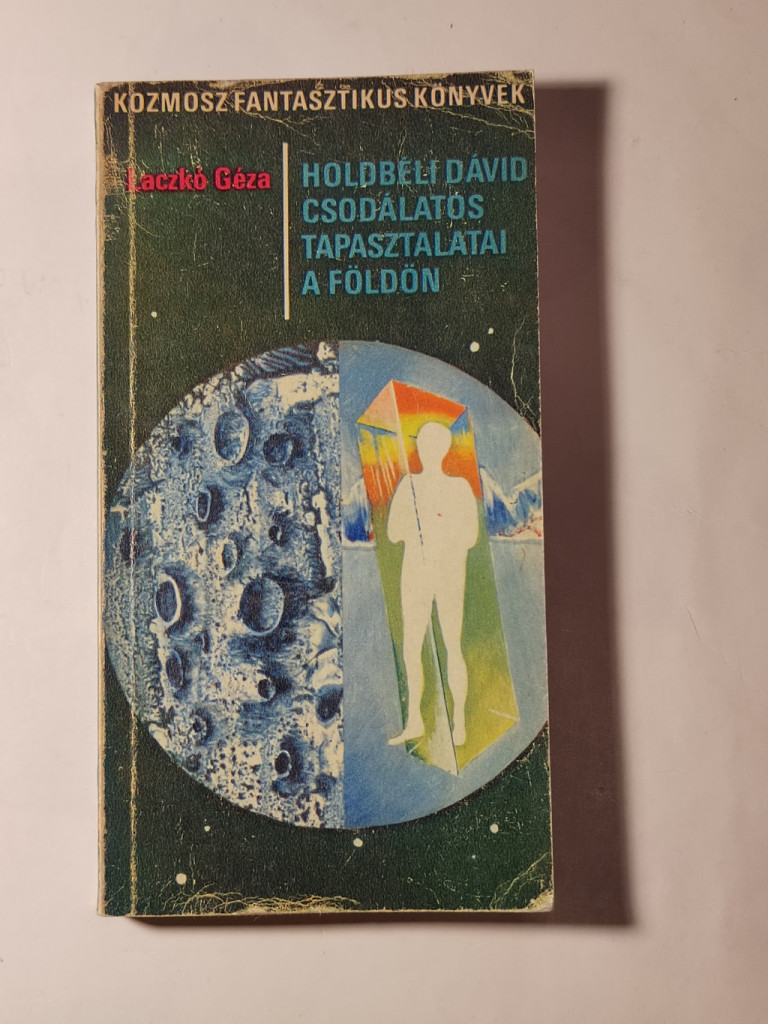 KOZMOSZ FANTASZTIKUS KÖNYVEK
Laczkó Géza
HOLDBÉLI DÁVID
CSODÁLATOS
TAPASZTALATAI
A FÖLDÖN